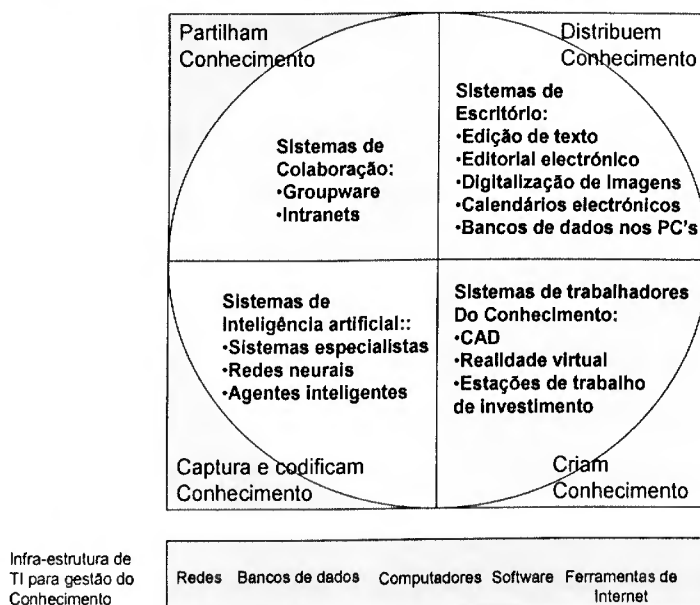 Partilham
Conhecimento
Distribuem
Conhecimento
Sistemas de
Colaboração:
•Groupware
•Intranets
Sistemas de
Escritório:
•Edição de texto
•Editorial electrónico
•Digitalização de Imagens
•Calendários electrónicos
•Bancos de dados nos PC's
Sistemas de
Inteligência artificial::
•Sistemas especialistas
•Redes neurais
•Agentes inteligentes
Captura e codificam
Conhecimento
Sistemas de trabalhadores
Do Conhecimento:
•CAD
•Realidade virtual
•Estações de trabalho
de investimento
Criam
Conhecimento
Infra-estrutura de
TI para gestão do
Conhecimento
Redes Bancos de dados Computadores Software Ferramentas de
Internet